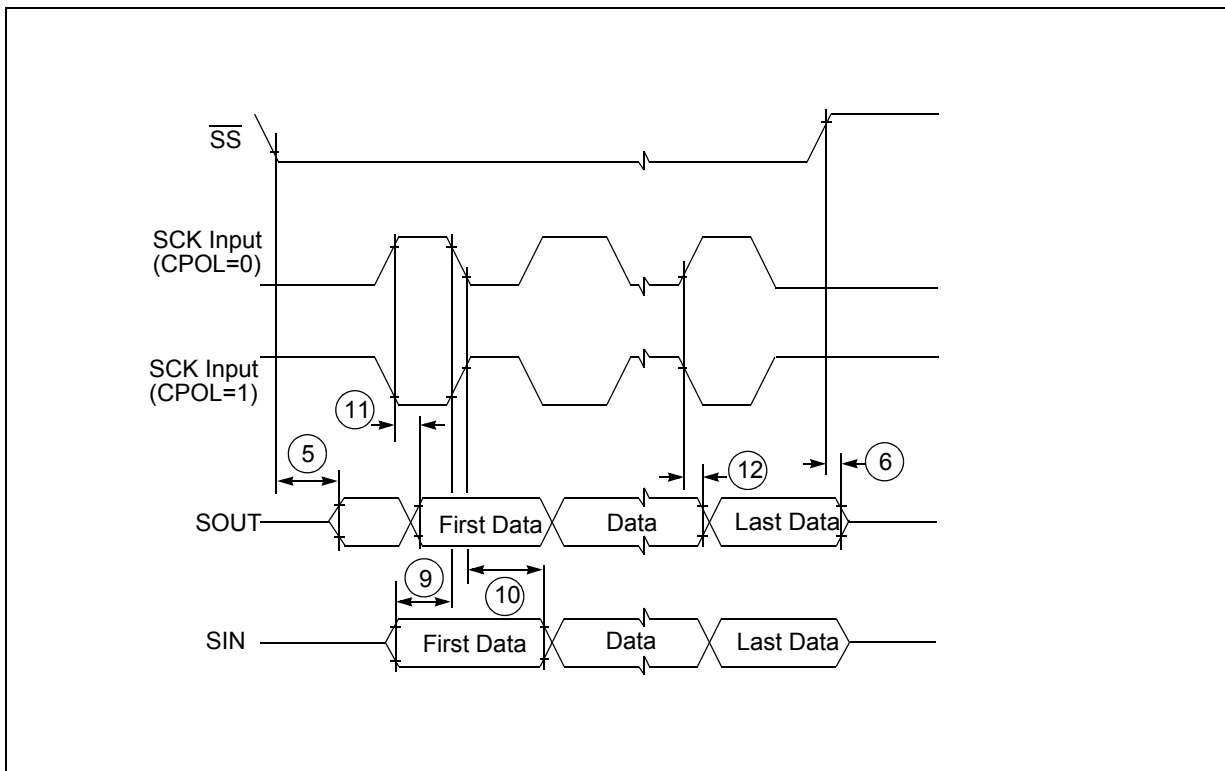 SS
SCK Input
(CPOL=0)
SCK Input
(CPOL=1)
11
5
12
6
SOUT
First Data
Data
Last Data
9
10
SIN
First Data
Data
Last Data